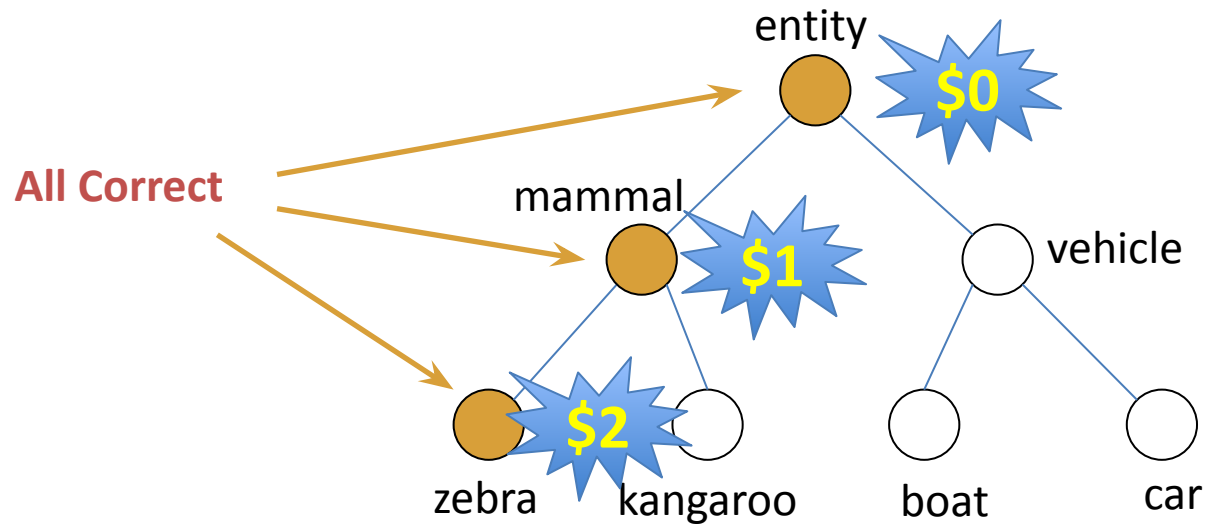 entity
$0
All Correct
mammal
$1
vehicle
$2
zebra
kangaroo
boat
car